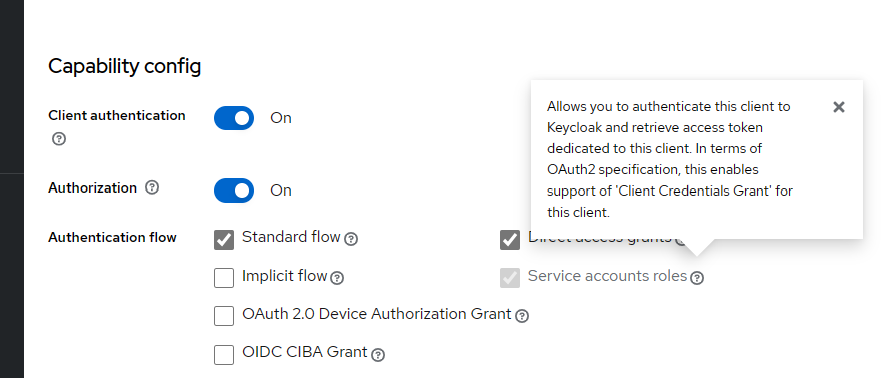 Capability config
Client authentication
On
Authorization
On
Authentication flow
Standard flow
Direct access grants
Implicit flow
Service accounts roles
OAuth 2.0 Device Authorization Grant
OIDC CIBA Grant
Allows you to authenticate this client to
Keycloak and retrieve access token
dedicated to this client. In terms of
OAuth2 specification, this enables
support of 'Client Credentials Grant' for
this client.